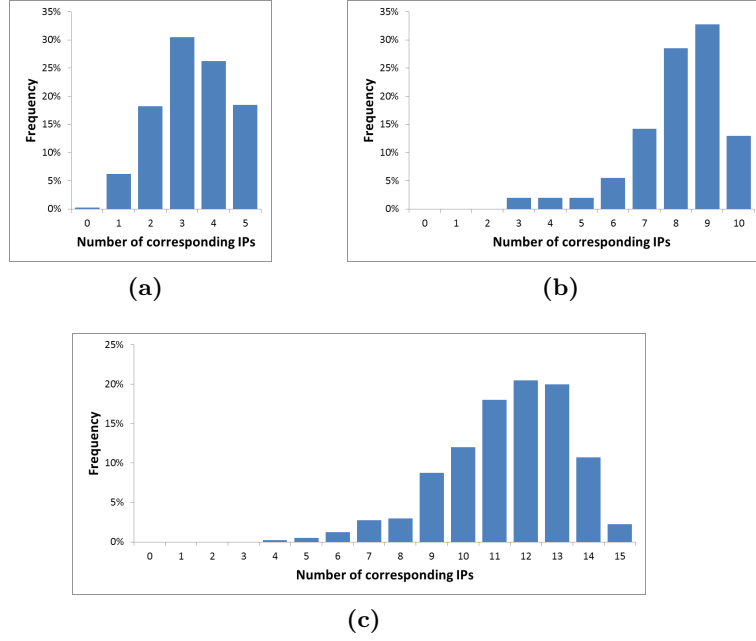 35%
30%
25%
20%
15%
10%
5%
0%
Frequency
0 1 2 3 4 5
Number of corresponding IPs
(a)
35%
30%
25%
20%
15%
10%
5%
0%
Frequency
0 1 2 3 4 5 6 7 8 9 10
Number of corresponding IPs
(b)
25%
20%
15%
10%
5%
0%
Frequency
0 1 2 3 4 5 6 7 8 9 10 11 12 13 14 15
Number of corresponding IPs
(c)